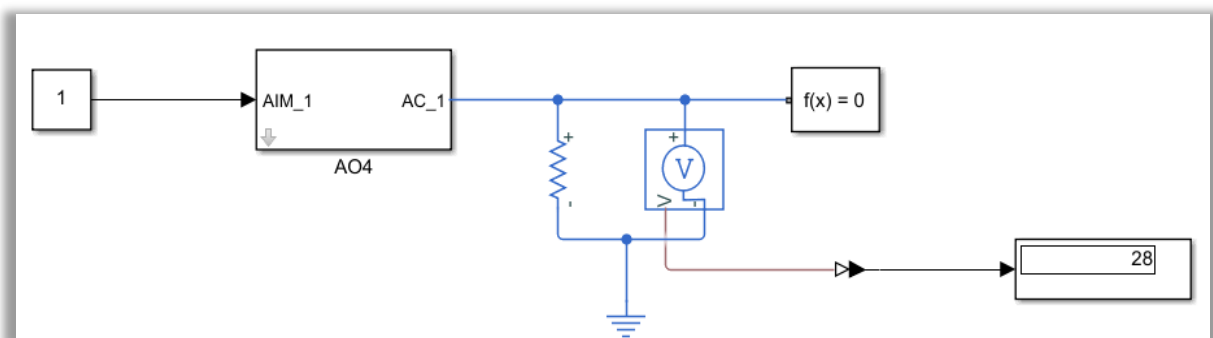 1
AIM_1
AC_1
AO4
f(x) = 0
+
-
+
V
V
-
28